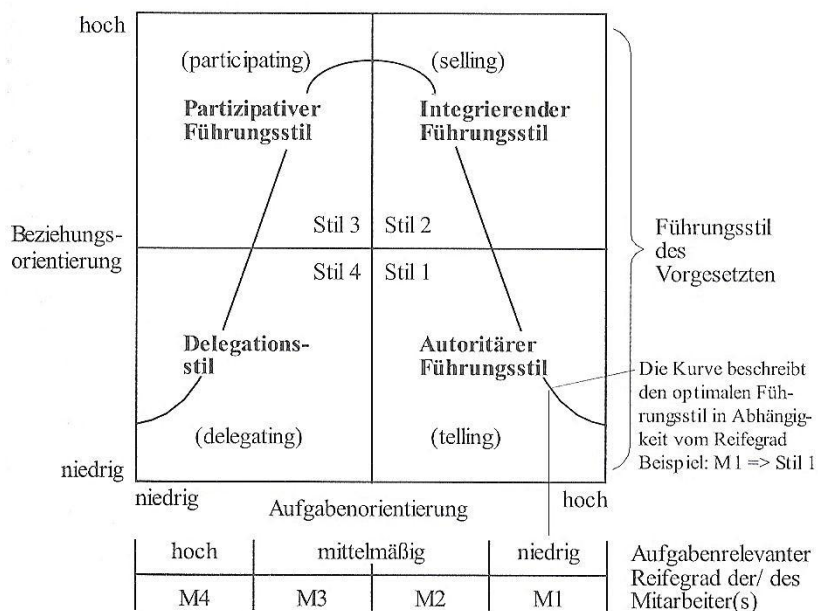 hoch
(participating)
(selling)
Partizipativer
Führungsstil
Integrierender
Führungsstil
Stil 3
Stil 2
Beziehungs-
orientierung
Führungsstil
des
Vorgesetzten
Stil 4
Stil 1
Delegations-
stil
Autoritärer
Führungsstil
Die Kurve beschreibt
den optimalen Füh-
rungsstil in Abhängig-
keit vom Reifegrad
Beispiel: M1 => Stil 1
(delegating)
(telling)
niedrig
niedrig
Aufgabenorientierung
hoch
hoch
mittelmäßig
niedrig
Aufgabenrelevanter
Reifegrad der/ des
Mitarbeiter(s)
M4
M3
M2
M1